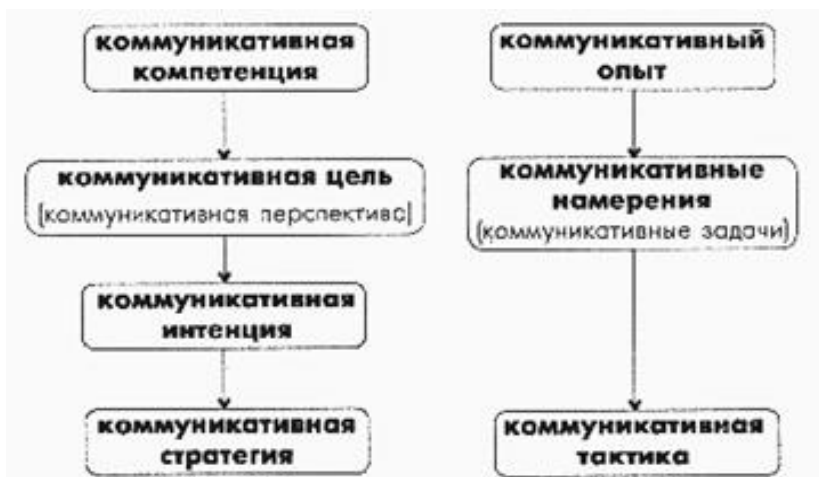 коммуникативная
компетенция
коммуникативная цель
(коммуникативная перспектива)
коммуникативная
интенция
коммуникативная
стратегия
коммуникативный
опыт
коммуникативные
намерения
(коммуникативные задачи)
коммуникативная
тактика